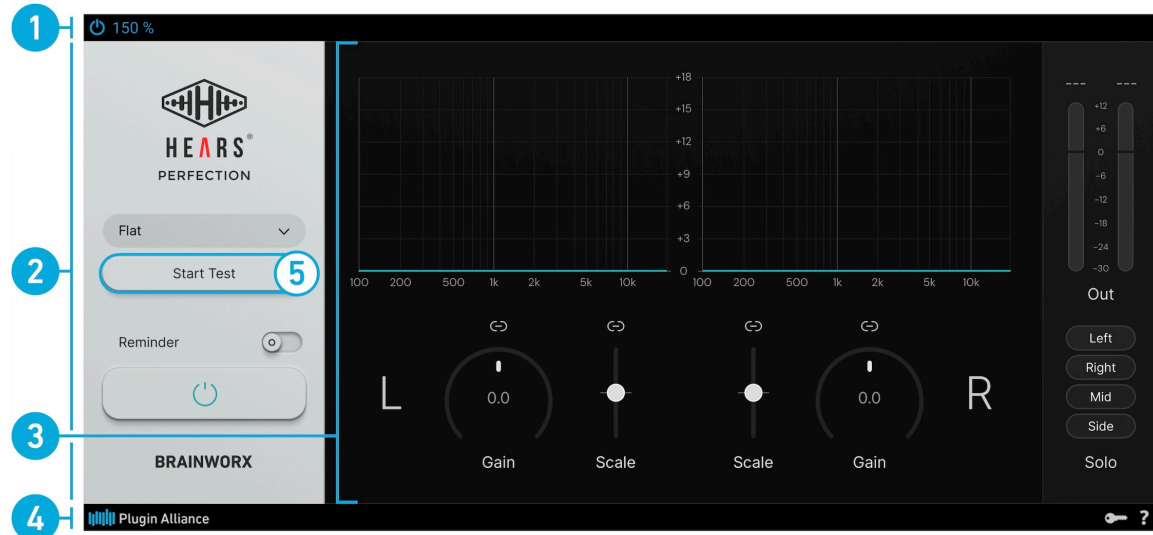 1
150 %
HEARS®
PERFECTION
Flat
2
Start Test
5
Reminder
3
BRAINWORX
4
Plugin Alliance
+18
+15
+12
+9
+6
+3
0
100 200 500 1k 2k 5k 10k
100 200 500 1k 2k 5k 10k
L
0.0
0.0
R
Gain
Scale
Scale
Gain
--- ---
+12
+6
0
-6
-12
-18
-24
-30
Out
Left
Right
Mid
Side
Solo
?